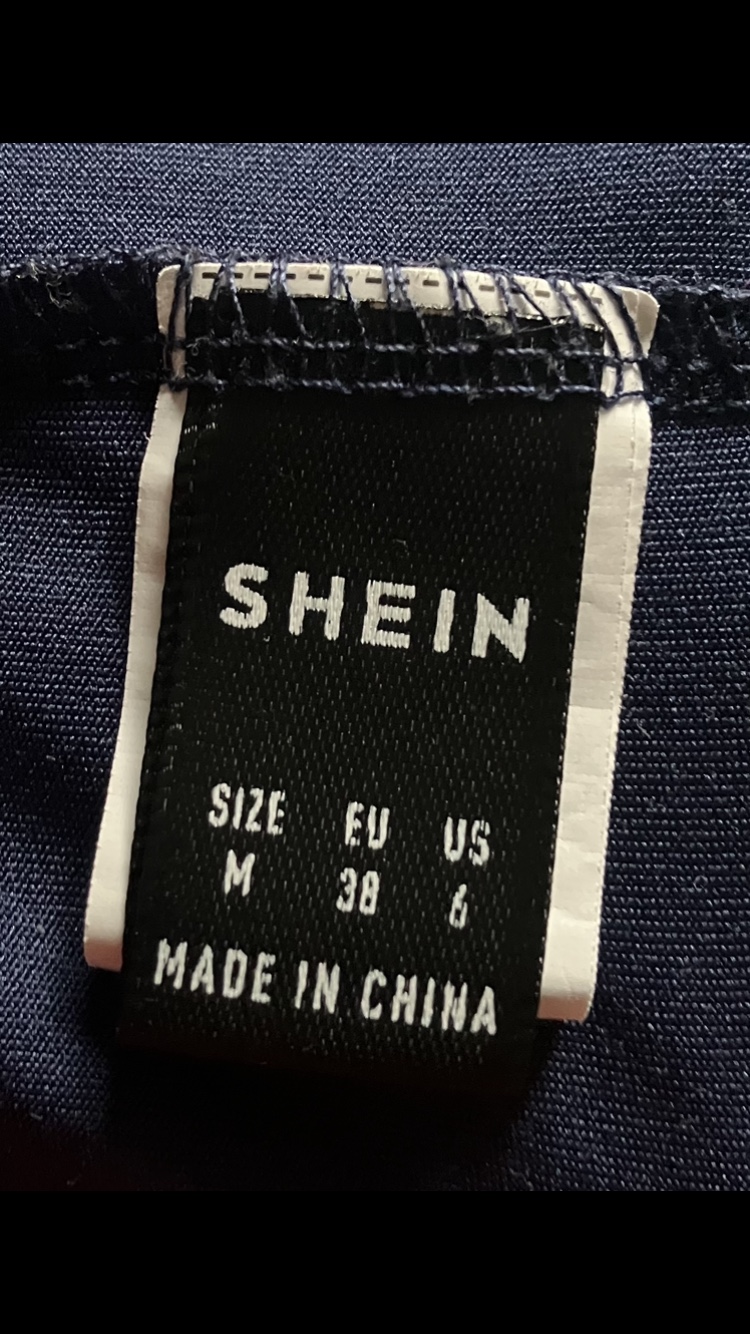 SHEIN
SIZE EU US
M 38 6
MADE IN CHINA